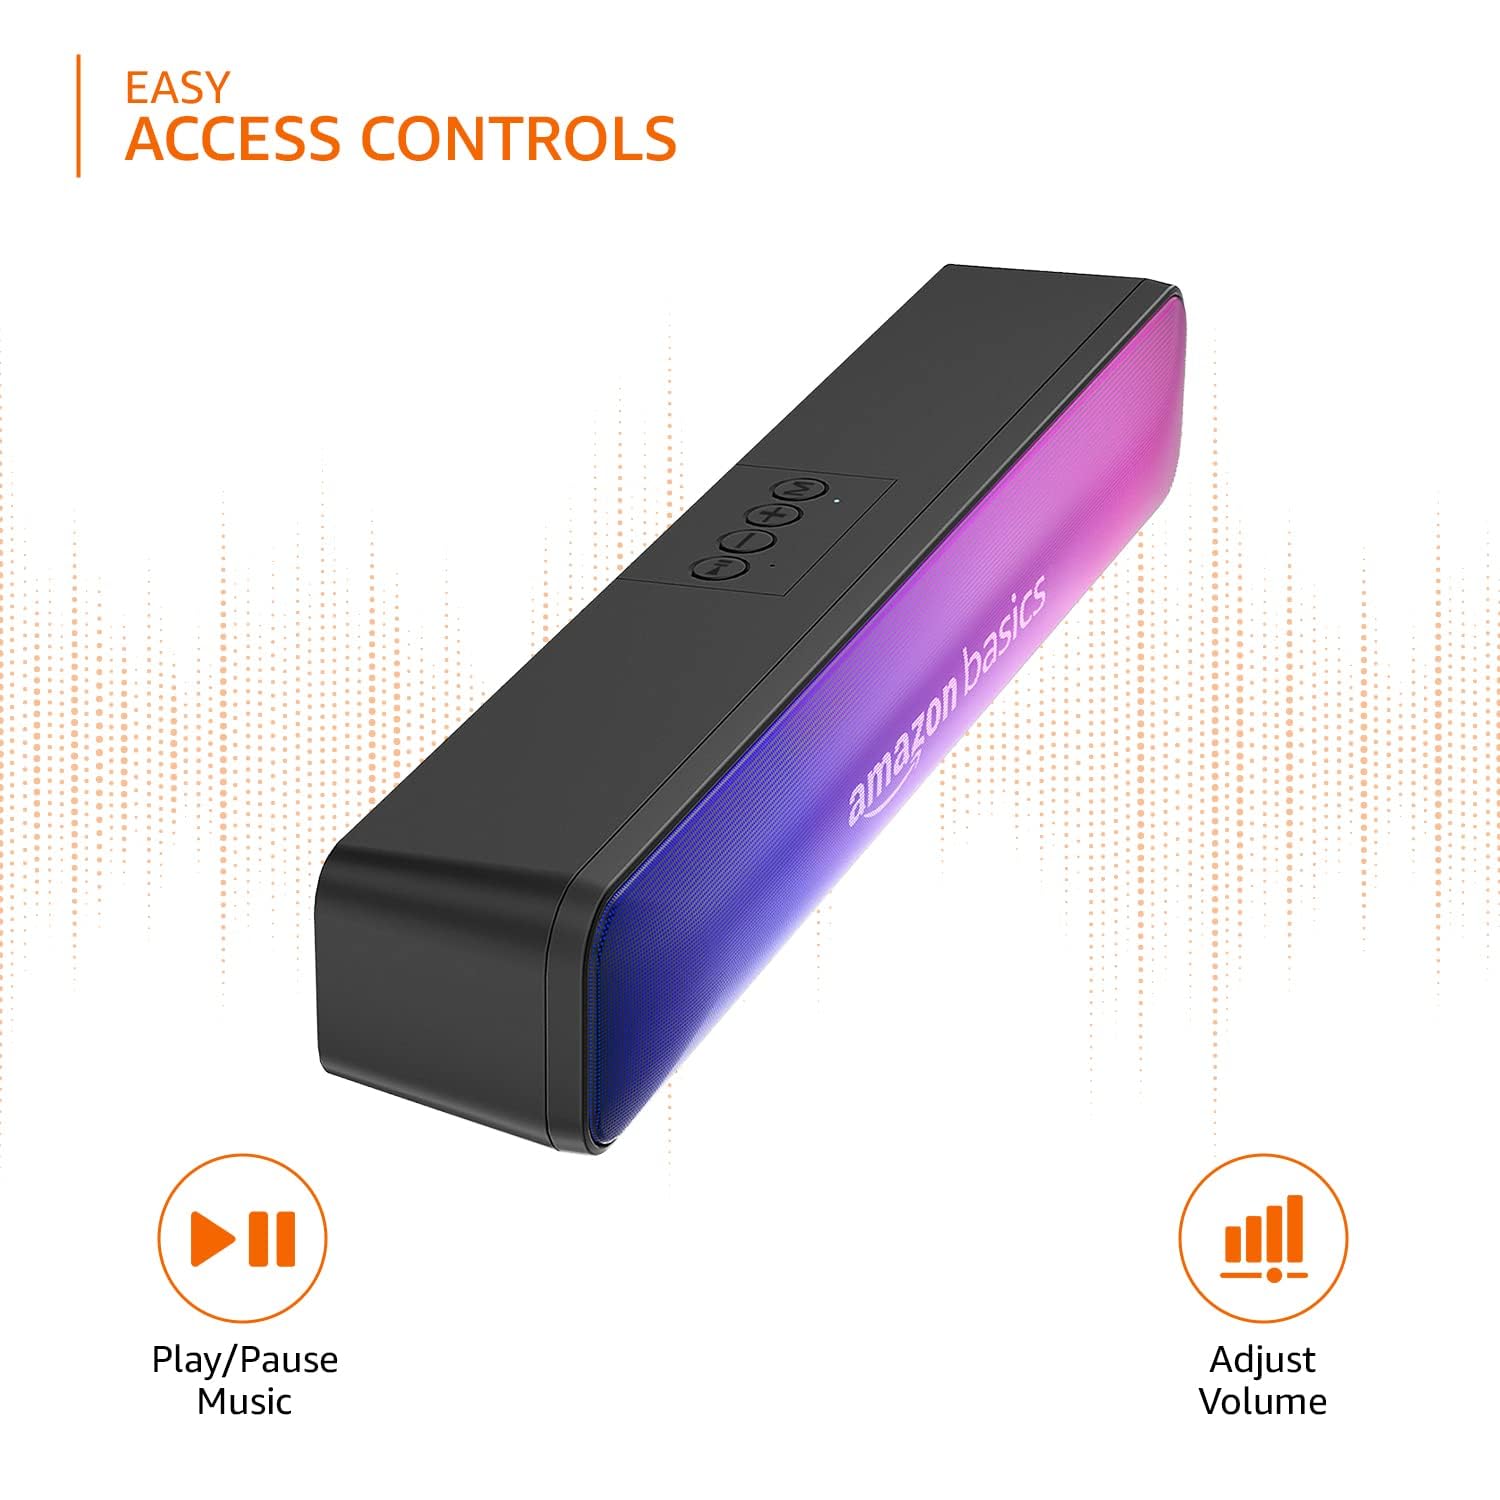 EASY
ACCESS CONTROLS
M
+
−
amazon basics
Play/Pause
Music
Adjust
Volume